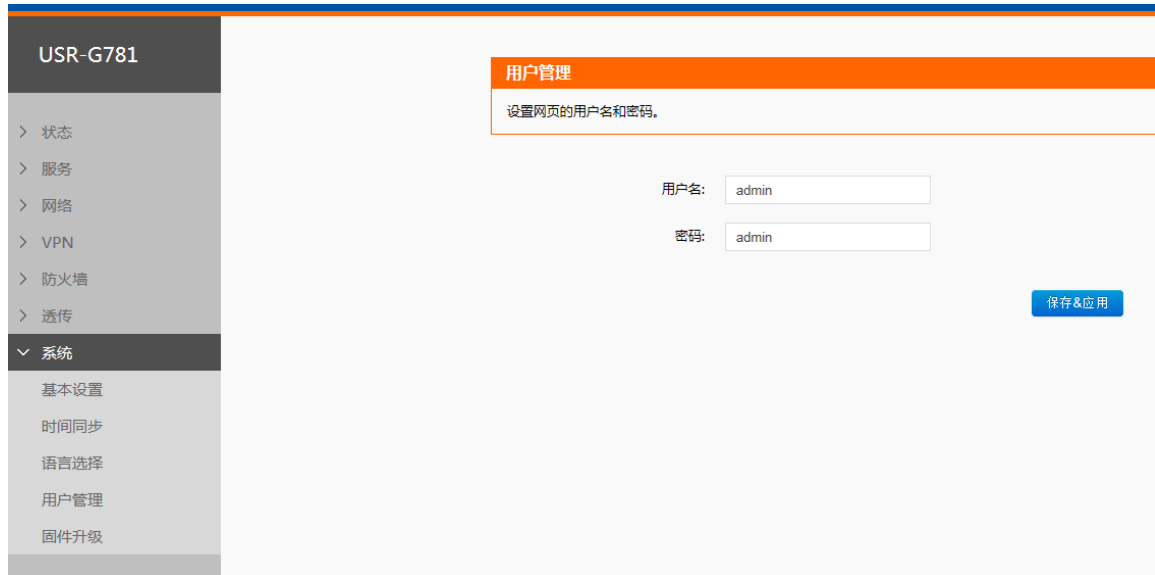 USR-G781
状态
服务
网络
VPN
防火墙
透传
系统
基本设置
时间同步
语言选择
用户管理
固件升级
用户管理
设置网页的用户名和密码。
用户名: admin
密码: admin
保存&应用